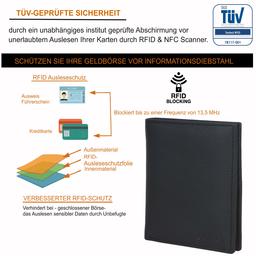 TÜV-GEPRÜFTE SICHERHEIT
durch ein unabhängiges institut geprüfte Abschirmung vor
unerlaubtem Auslesen Ihrer Karten durch RFID & NFC Scanner.
TÜV
SCHÜTZEN SIE IHR GELDBÖRSE VOR INFORMATIONSDIEBSTAHL
RFID Ausleseschutz
Ausweis
Führerschein
Kreditkarte
RFID
BLOCKING
Blockiert bis zu einer Frequenz von 13,5 MHz
Außenmaterial
RFID-
Ausleseschutzfolie
Innenmaterial
VERBESSERTER RFID-SCHUTZ
Verhindert bei - geschlossener Börse-
das Auslesen sensibler Daten durch Unbefugte